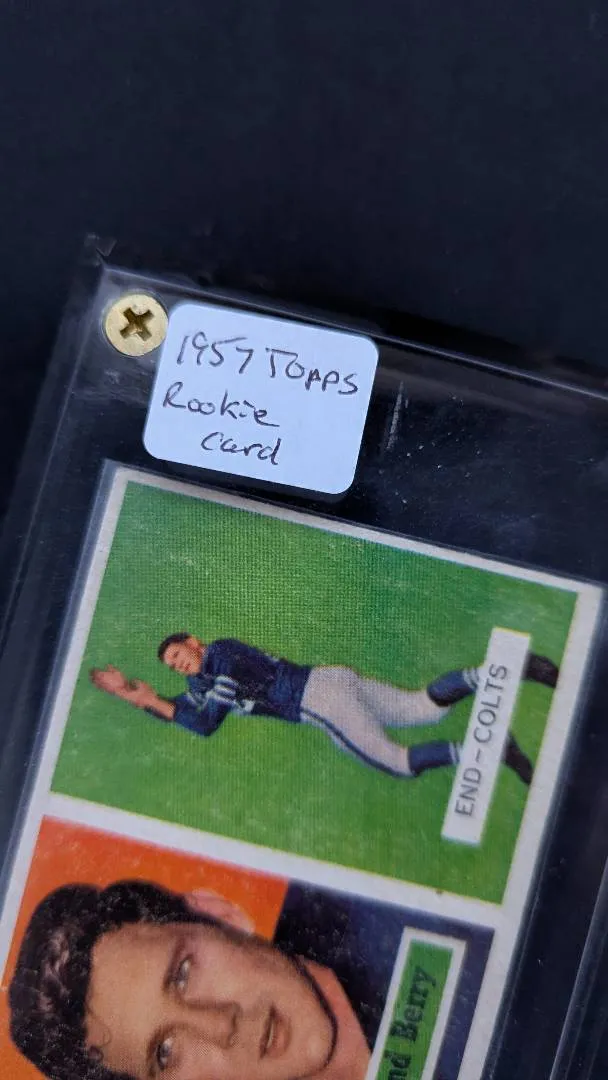 1957 Topps
Rookie
Card
END-COLTS
nd Berry